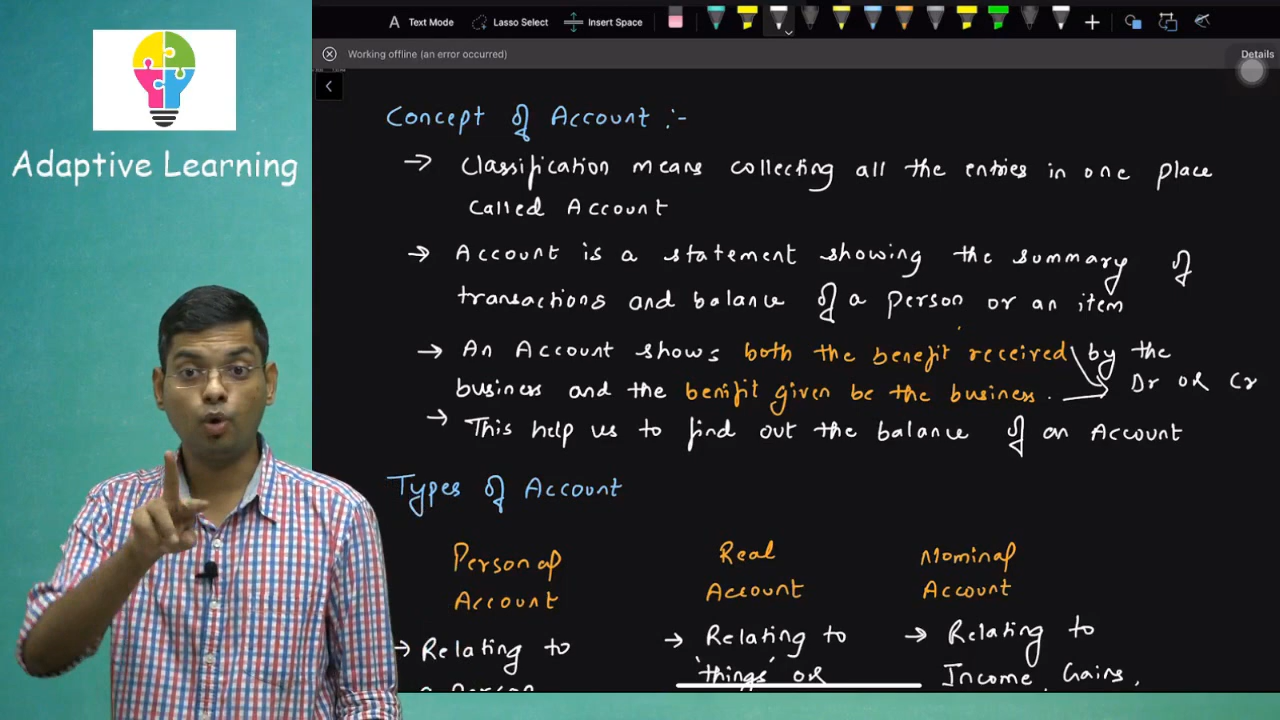 Text Mode
Lasso Select
Insert Space
Working offline (an error occurred)
Details
Adaptive Learning
Concept of Account :-
→ Classification means collecting all the entries in one place
called Account
→ Account is a statement showing the summary of
transactions and balance of a person or an item
→ An Account shows both the benefit received by the
business and the benifit given be the business. → Dr or Cr
→ This help us to find out the balance of an Account
Types of Account
Personal
Account
→ Relating to
a person
Real
Account
→ Relating to
'things' or
Nominal
Account
→ Relating to
Income, Gains,